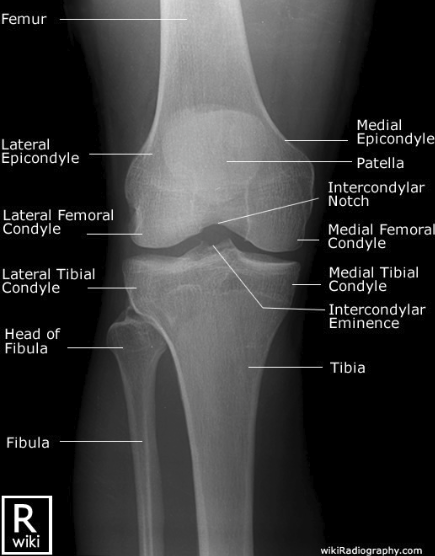 Femur
Medial
Epicondyle
Lateral
Epicondyle
Patella
Intercondylar
Notch
Lateral Femoral
Condyle
Medial Femoral
Condyle
Lateral Tibial
Condyle
Medial Tibial
Condyle
Intercondylar
Eminence
Head of
Fibula
Tibia
Fibula
R
wiki
wikiRadiography.com